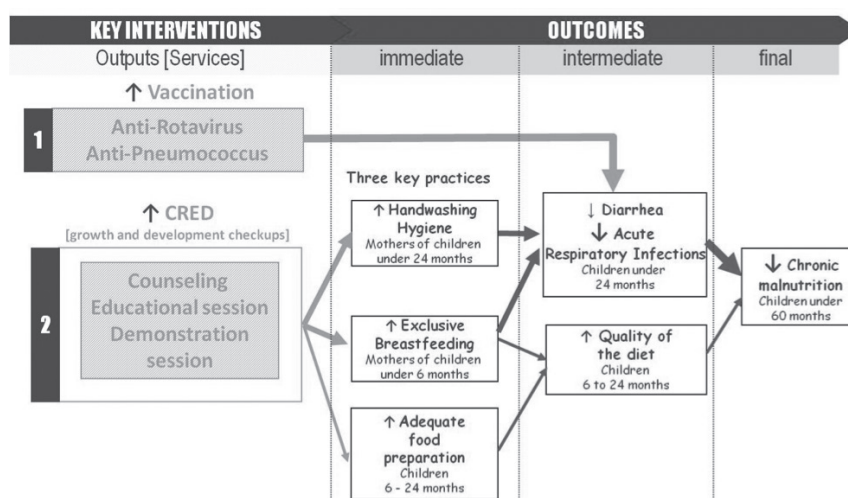 KEY INTERVENTIONS
OUTCOMES
Outputs [Services]
immediate
intermediate
final
↑ Vaccination
1
Anti-Rotavirus
Anti-Pneumococcus
↑ CRED
[growth and development checkups]
2
Counseling
Educational session
Demonstration
session
Three key practices
↑ Handwashing
Hygiene
Mothers of children
under 24 months
↑ Exclusive
Breastfeeding
Mothers of children
under 6 months
↑ Adequate
food
preparation
Children
6 - 24 months
↓ Diarrhea
↓ Acute
Respiratory Infections
Children under
24 months
↑ Quality of
the diet
Children
6 to 24 months
↓ Chronic
malnutrition
Children under
60 months